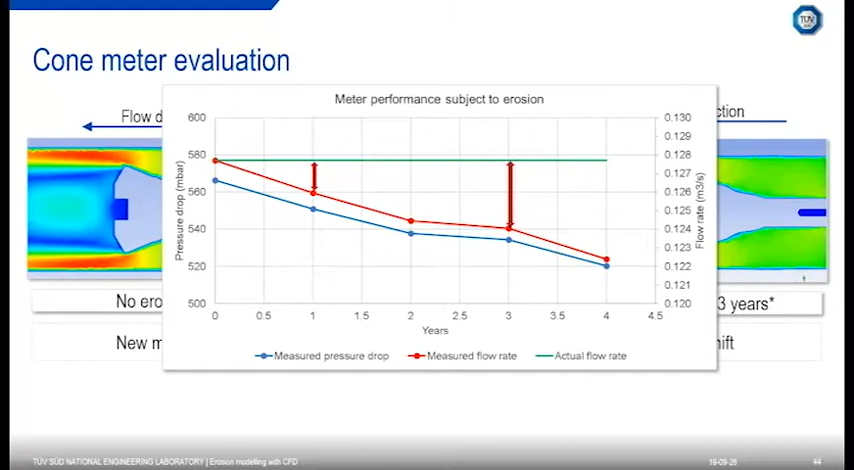 TÜV
Cone meter evaluation
Meter performance subject to erosion
Flow d
ction
600
580
560
540
520
500
Pressure drop (mbar)
0.130
0.129
0.128
0.127
0.126
0.125
0.124
0.123
0.122
0.121
0.120
Flow rate (m3/s)
0 0.5 1 1.5 2 2.5 3 3.5 4 4.5
Years
Measured pressure drop Measured flow rate Actual flow rate
No ero
3 years*
New m
ift
TÜV SÜD NATIONAL ENGINEERING LABORATORY | Erosion modelling with CFD
44